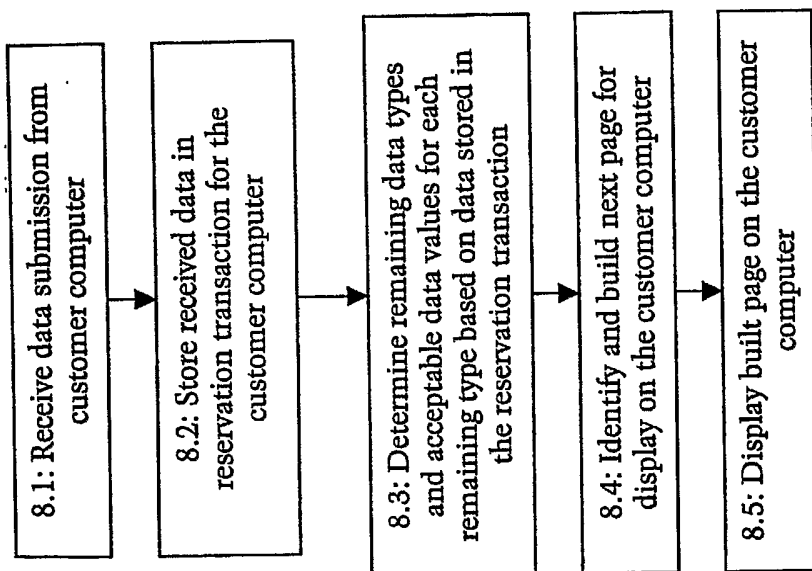 8.1: Receive data submission from
customer computer
8.2: Store received data in
reservation transaction for the
customer computer
8.3: Determine remaining data types
and acceptable data values for each
remaining type based on data stored in
the reservation transaction
8.4: Identify and build next page for
display on the customer computer
8.5: Display built page on the customer
computer